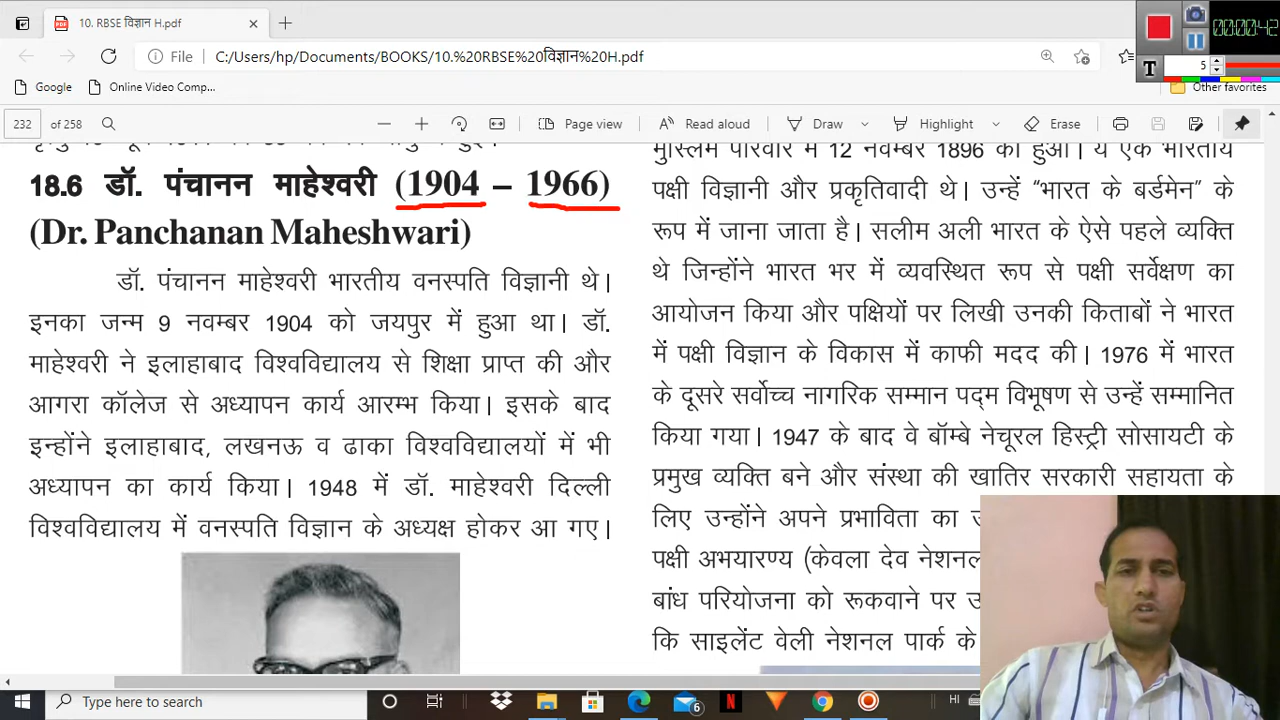 10. RBSE विज्ञान H.pdf
00:00:42
File C:/Users/hp/Documents/BOOKS/10.%20RBSE%20विज्ञान%20H.pdf
T 5
Google Online Video Comp... Other favorites
232 of 258 Page view Read aloud Draw Highlight Erase
18.6 डॉ. पंचानन माहेश्वरी (1904 – 1966)
(Dr. Panchanan Maheshwari)
डॉ. पंचानन माहेश्वरी भारतीय वनस्पति विज्ञानी थे।
इनका जन्म 9 नवम्बर 1904 को जयपुर में हुआ था। डॉ.
माहेश्वरी ने इलाहाबाद विश्वविद्यालय से शिक्षा प्राप्त की और
आगरा कॉलेज से अध्यापन कार्य आरम्भ किया। इसके बाद
इन्होंने इलाहाबाद, लखनऊ व ढाका विश्वविद्यालयों में भी
अध्यापन का कार्य किया। 1948 में डॉ. माहेश्वरी दिल्ली
विश्वविद्यालय में वनस्पति विज्ञान के अध्यक्ष होकर आ गए।
मुस्लिम परिवार में 12 नवम्बर 1896 को हुआ। ये एक भारतीय
पक्षी विज्ञानी और प्रकृतिवादी थे। उन्हें “भारत के बर्डमेन” के
रूप में जाना जाता है। सलीम अली भारत के ऐसे पहले व्यक्ति
थे जिन्होंने भारत भर में व्यवस्थित रूप से पक्षी सर्वेक्षण का
आयोजन किया और पक्षियों पर लिखी उनकी किताबों ने भारत
में पक्षी विज्ञान के विकास में काफी मदद की। 1976 में भारत
के दूसरे सर्वोच्च नागरिक सम्मान पद्म विभूषण से उन्हें सम्मानित
किया गया। 1947 के बाद वे बॉम्बे नेचूरल हिस्ट्री सोसायटी के
प्रमुख व्यक्ति बने और संस्था की खातिर सरकारी सहायता के
लिए उन्होंने अपने प्रभाविता का
पक्षी अभयारण्य (केवला देव नेशनल
बांध परियोजना को रूकवाने पर
कि साइलेंट वेली नेशनल पार्क के
Type here to search
6
N
HI